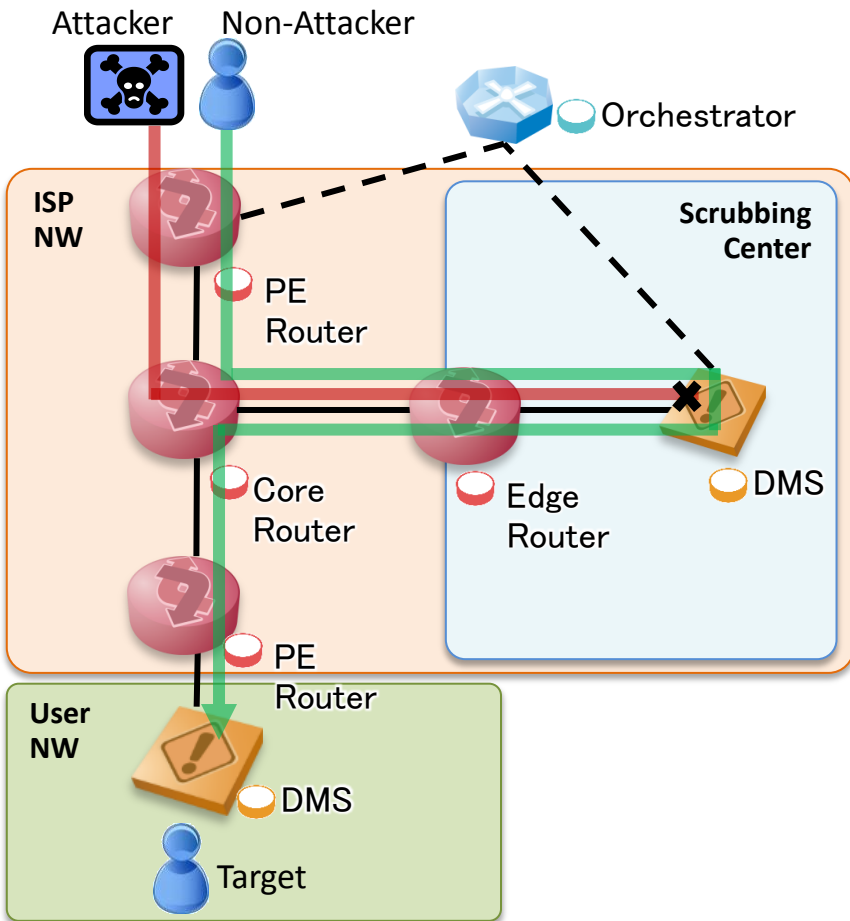 Attacker
Non-Attacker
Orchestrator
ISP
NW
Scrubbing
Center
PE
Router
Core
Router
Edge
Router
DMS
PE
Router
User
NW
DMS
Target